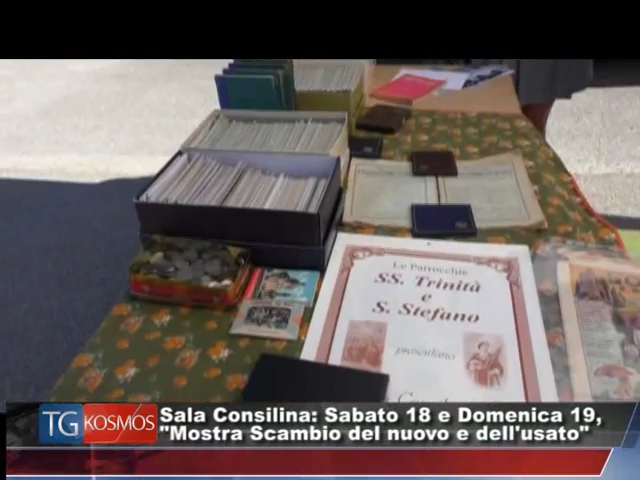 Le Parrocchie
SS. Trinità
e
S. Stefano
presentano
TG KOSMOS
Sala Consilina: Sabato 18 e Domenica 19,
"Mostra Scambio del nuovo e dell'usato"